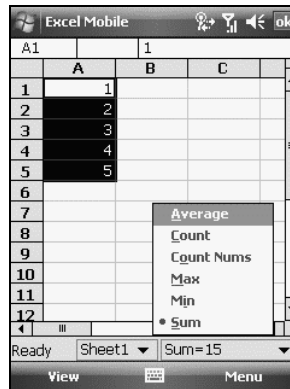 Excel Mobile ok
A1 1
A B C
1 1
2 2
3 3
4 4
5 5
6
7
8
9
10
11
12
Average
Count
Count Nums
Max
Min
Sum
Ready Sheet1 Sum=15
View Menu